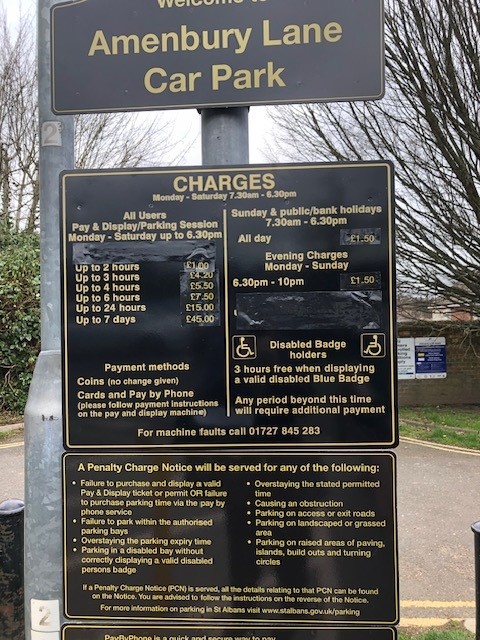 Welcome to
Amenbury Lane
Car Park
CHARGES
Monday - Saturday 7.30am - 6.30pm
All Users
Pay & Display/Parking Session
Monday - Saturday up to 6.30pm
Up to 2 hours £1.00
Up to 3 hours £4.20
Up to 4 hours £5.50
Up to 6 hours £7.50
Up to 24 hours £15.00
Up to 7 days £45.00
Payment methods
Coins (no change given)
Cards and Pay by Phone
(please follow payment instructions
on the pay and display machine)
Sunday & public/bank holidays
7.30am - 6.30pm
All day £1.50
Evening Charges
Monday - Sunday
6.30pm - 10pm £1.50
Disabled Badge
holders
3 hours free when displaying
a valid disabled Blue Badge
Any period beyond this time
will require additional payment
For machine faults call 01727 845 283
A Penalty Charge Notice will be served for any of the following:
• Failure to purchase and display a valid
Pay & Display ticket or permit OR failure
to purchase parking time via the pay by
phone service
• Failure to park within the authorised
parking bays
• Overstaying the parking expiry time
• Parking in a disabled bay without
correctly displaying a valid disabled
persons badge
• Overstaying the stated permitted
time
• Causing an obstruction
• Parking on access or exit roads
• Parking on landscaped or grassed
area
• Parking on raised areas of paving,
islands, build outs and turning
circles
If a Penalty Charge Notice (PCN) is served, all the details relating to that PCN can be found
on the Notice. You are advised to follow the instructions on the reverse of the Notice.
For more information on parking in St Albans visit www.stalbans.gov.uk/parking
PayByPhone is a quick and secure way to pay
2
2